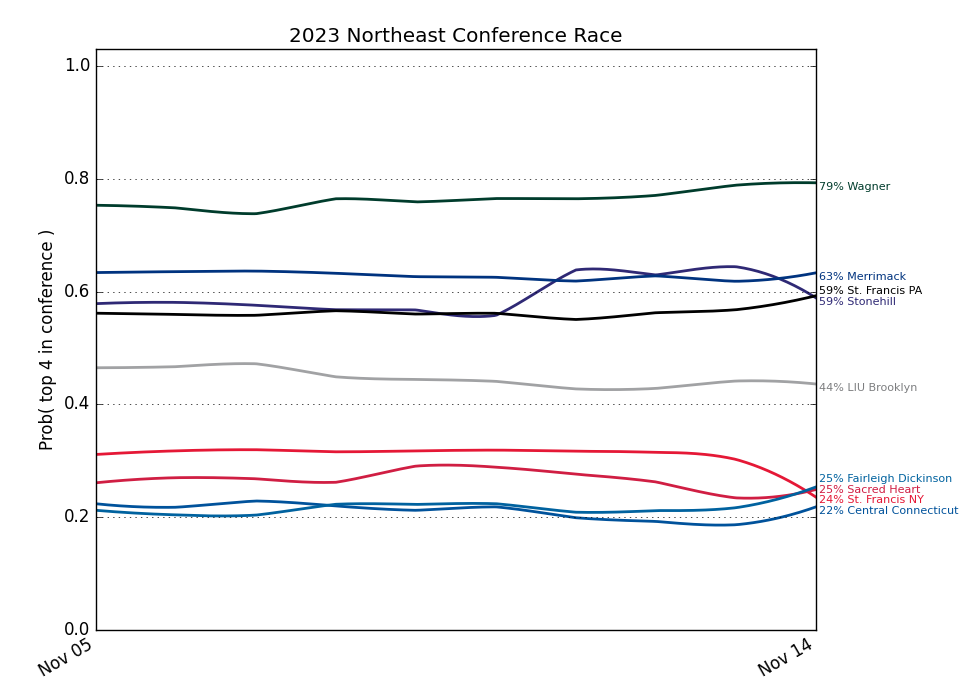 2023 Northeast Conference Race
Prob( top 4 in conference )
1.0
0.8
0.6
0.4
0.2
0.0
Nov 05
Nov 14
79% Wagner
63% Merrimack
59% St. Francis PA
59% Stonehill
44% LIU Brooklyn
25% Fairleigh Dickinson
25% Sacred Heart
24% St. Francis NY
22% Central Connecticut